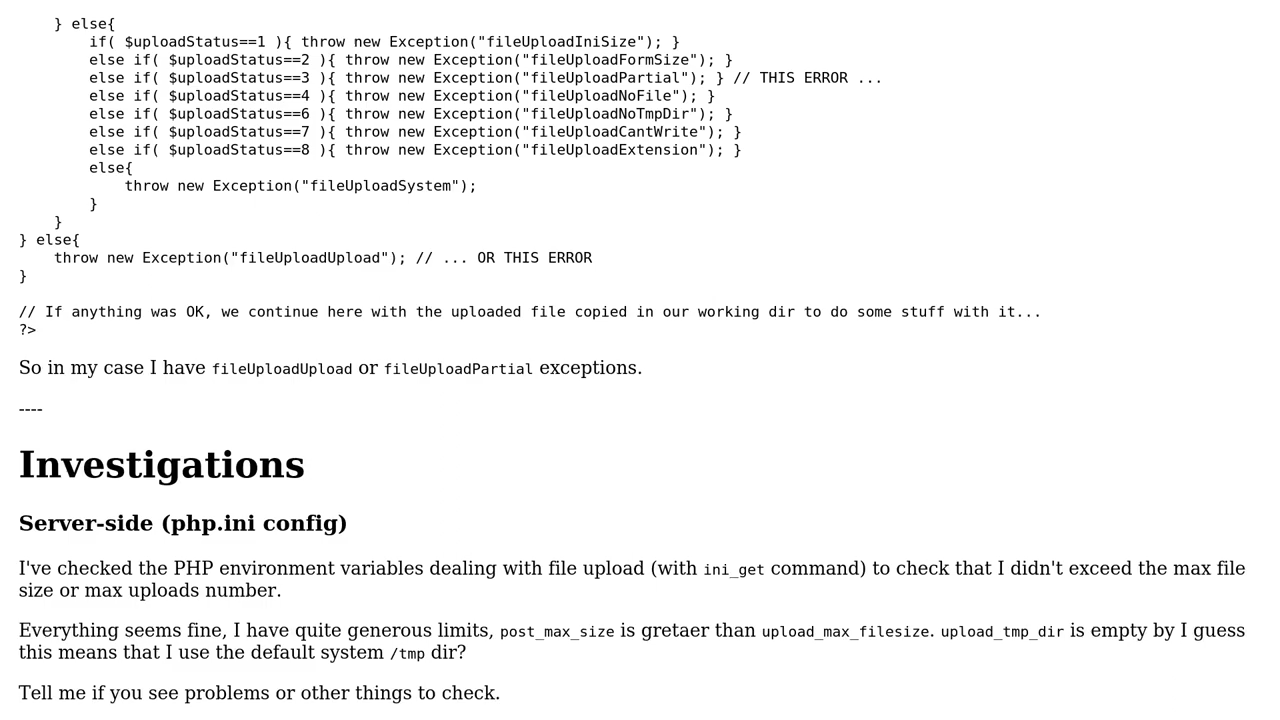 } else{
        if( $uploadStatus==1 ){ throw new Exception("fileUploadIniSize"); }
        else if( $uploadStatus==2 ){ throw new Exception("fileUploadFormSize"); }
        else if( $uploadStatus==3 ){ throw new Exception("fileUploadPartial"); } // THIS ERROR ...
        else if( $uploadStatus==4 ){ throw new Exception("fileUploadNoFile"); }
        else if( $uploadStatus==6 ){ throw new Exception("fileUploadNoTmpDir"); }
        else if( $uploadStatus==7 ){ throw new Exception("fileUploadCantWrite"); }
        else if( $uploadStatus==8 ){ throw new Exception("fileUploadExtension"); }
        else{
            throw new Exception("fileUploadSystem");
        }
    }
} else{
    throw new Exception("fileUploadUpload"); // ... OR THIS ERROR
}

// If anything was OK, we continue here with the uploaded file copied in our working dir to do some stuff with it...
?>
So in my case I have fileUploadUpload or fileUploadPartial exceptions.
----
Investigations
Server-side (php.ini config)
I've checked the PHP environment variables dealing with file upload (with ini_get command) to check that I didn't exceed the max file
size or max uploads number.
Everything seems fine, I have quite generous limits, post_max_size is gretaer than upload_max_filesize. upload_tmp_dir is empty by I guess
this means that I use the default system /tmp dir?
Tell me if you see problems or other things to check.